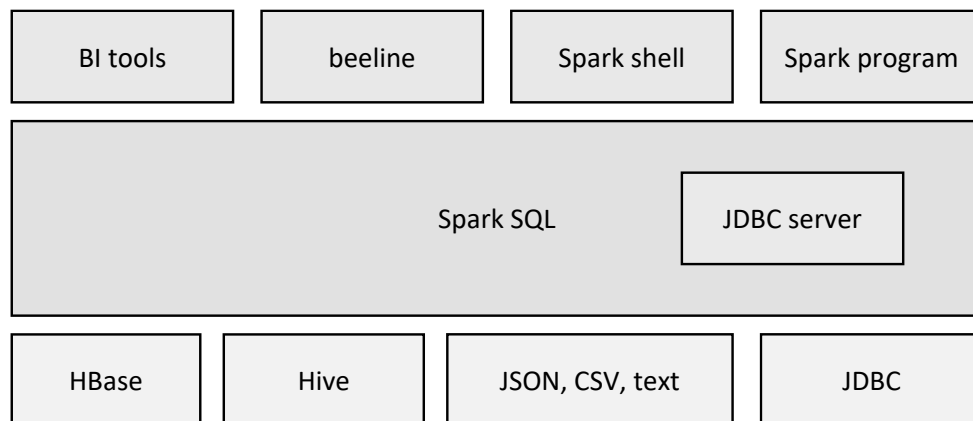 BI tools
beeline
Spark shell
Spark program
Spark SQL
JDBC server
HBase
Hive
JSON, CSV, text
JDBC